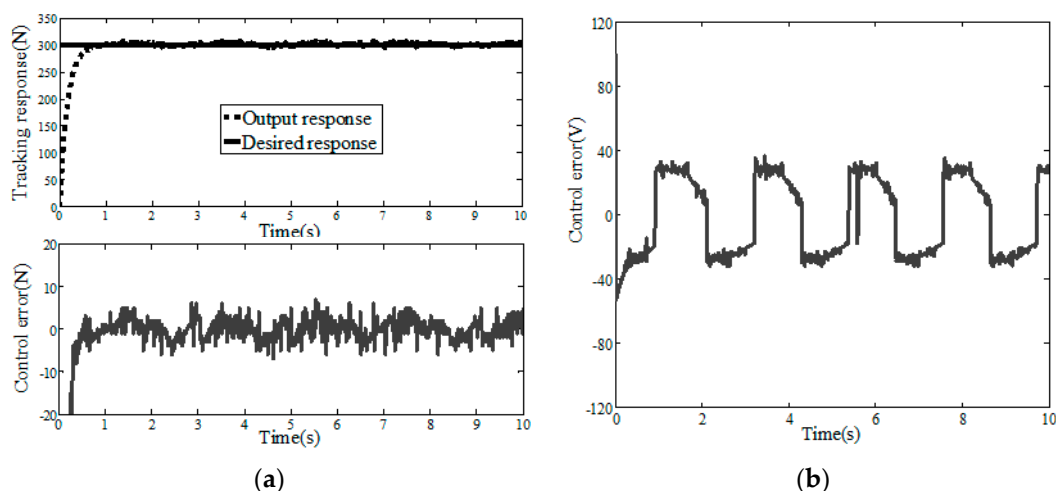 350
300
250
200
150
100
50
0
Tracking response(N)
Output response
Desired response
0 1 2 3 4 5 6 7 8 9 10
Time(s)
20
10
0
-10
-20
Control error(N)
0 1 2 3 4 5 6 7 8 9 10
Time(s)
(a)
120
80
40
0
-40
-80
-120
Control error(V)
0 2 4 6 8 10
Time(s)
(b)